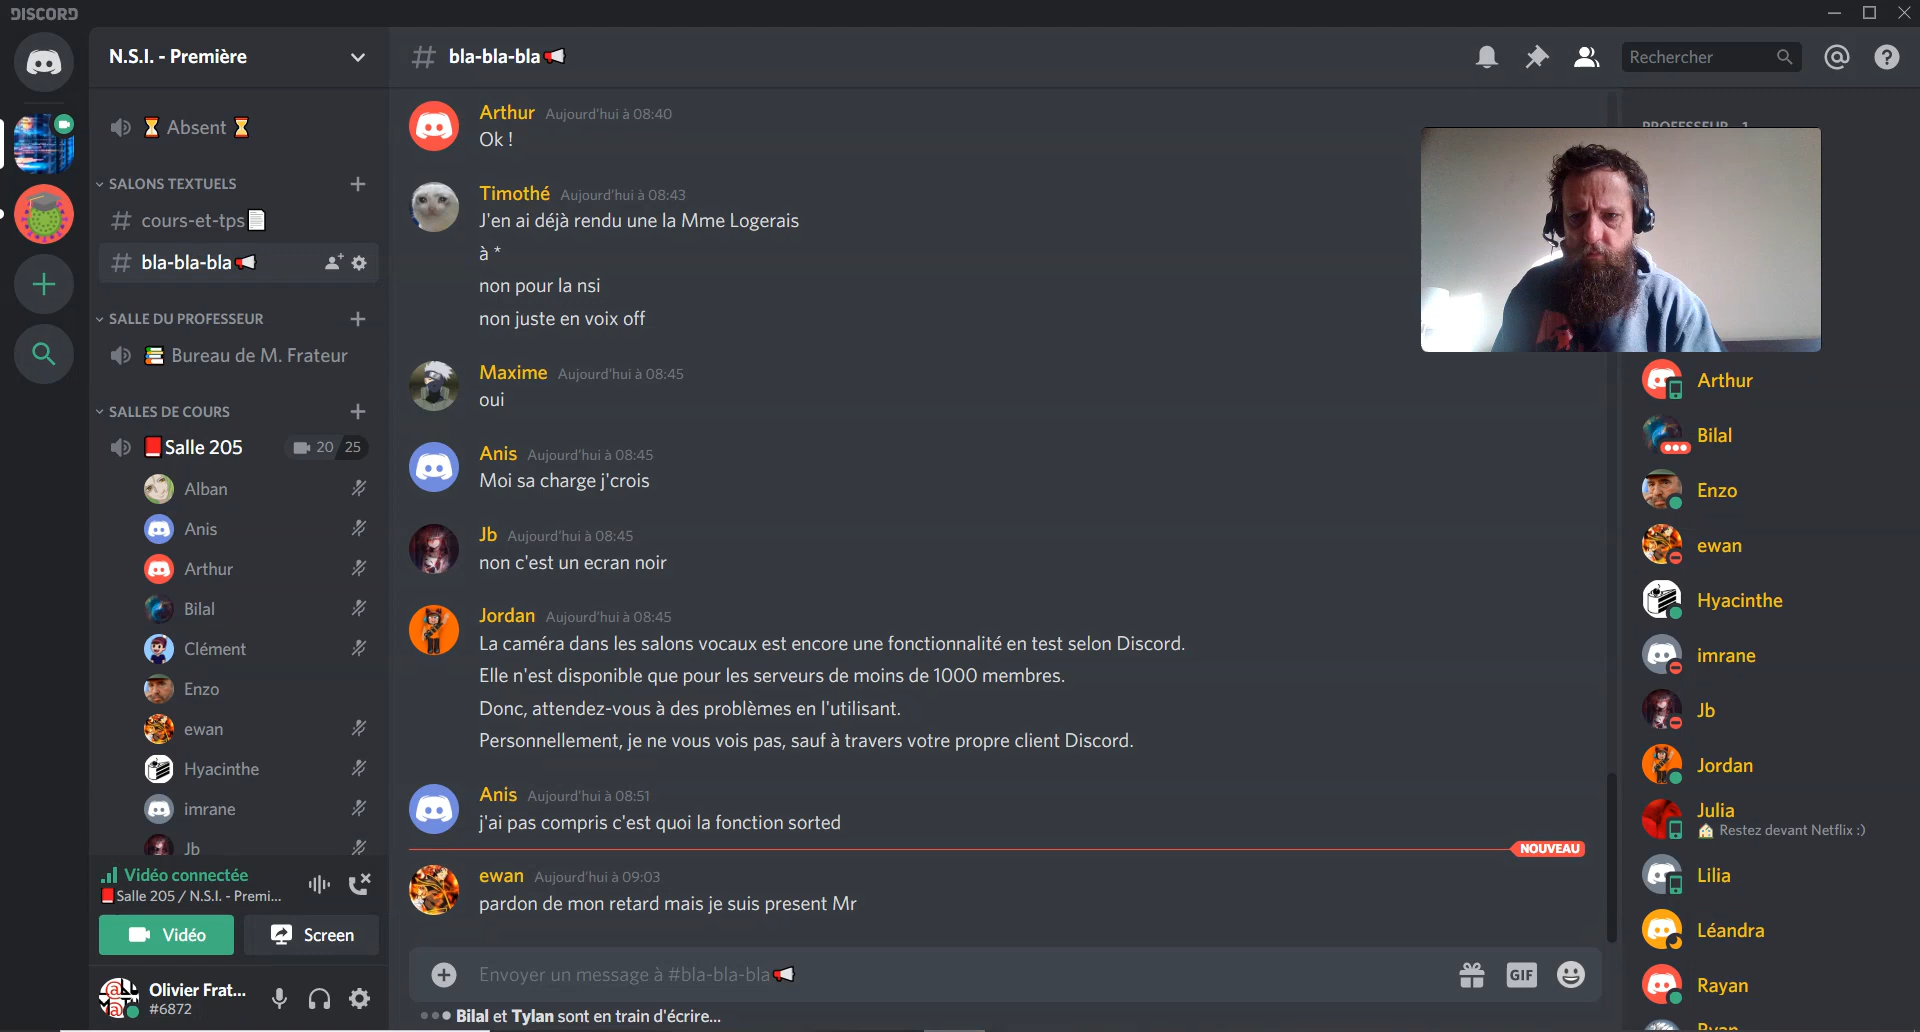 DISCORD
N.S.I. - Première
Absent
SALONS TEXTUELS
cours-et-tps
bla-bla-bla
SALLE DU PROFESSEUR
Bureau de M. Frateur
SALLES DE COURS
Salle 205
20 25
Alban
Anis
Arthur
Bilal
Clément
Enzo
ewan
Hyacinthe
imrane
Jb
Vidéo connectée
Salle 205 / N.S.I. - Premi...
Vidéo
Screen
Olivier Frat...
#6872
bla-bla-bla
Rechercher
Arthur Aujourd'hui à 08:40
Ok !
Timothé Aujourd'hui à 08:43
J'en ai déjà rendu une la Mme Logerais
à *
non pour la nsi
non juste en voix off
Maxime Aujourd'hui à 08:45
oui
Anis Aujourd'hui à 08:45
Moi sa charge j'crois
Jb Aujourd'hui à 08:45
non c'est un ecran noir
Jordan Aujourd'hui à 08:45
La caméra dans les salons vocaux est encore une fonctionnalité en test selon Discord.
Elle n'est disponible que pour les serveurs de moins de 1000 membres.
Donc, attendez-vous à des problèmes en l'utilisant.
Personnellement, je ne vous vois pas, sauf à travers votre propre client Discord.
Anis Aujourd'hui à 08:51
j'ai pas compris c'est quoi la fonction sorted
NOUVEAU
ewan Aujourd'hui à 09:03
pardon de mon retard mais je suis present Mr
Envoyer un message à #bla-bla-bla
GIF
Bilal et Tylan sont en train d'écrire...
PROFESSEUR - 1
Arthur
Bilal
Enzo
ewan
Hyacinthe
imrane
Jb
Jordan
Julia
Restez devant Netflix :)
Lilia
Léandra
Rayan